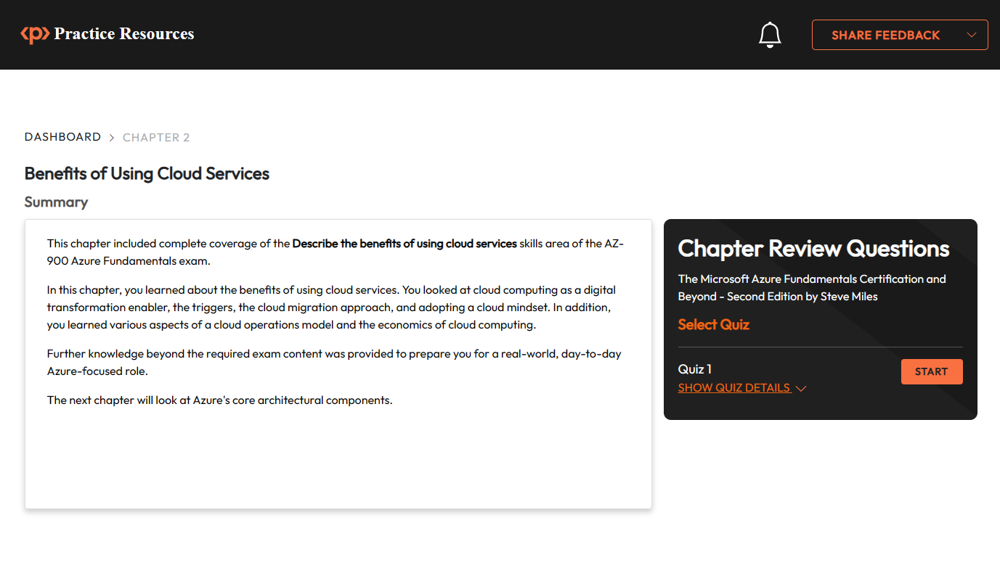 <p> Practice Resources
SHARE FEEDBACK
DASHBOARD > CHAPTER 2
Benefits of Using Cloud Services
Summary
This chapter included complete coverage of the Describe the benefits of using cloud services skills area of the AZ-
900 Azure Fundamentals exam.
In this chapter, you learned about the benefits of using cloud services. You looked at cloud computing as a digital
transformation enabler, the triggers, the cloud migration approach, and adopting a cloud mindset. In addition,
you learned various aspects of a cloud operations model and the economics of cloud computing.
Further knowledge beyond the required exam content was provided to prepare you for a real-world, day-to-day
Azure-focused role.
The next chapter will look at Azure's core architectural components.
Chapter Review Questions
The Microsoft Azure Fundamentals Certification and
Beyond - Second Edition by Steve Miles
Select Quiz
Quiz 1
START
SHOW QUIZ DETAILS